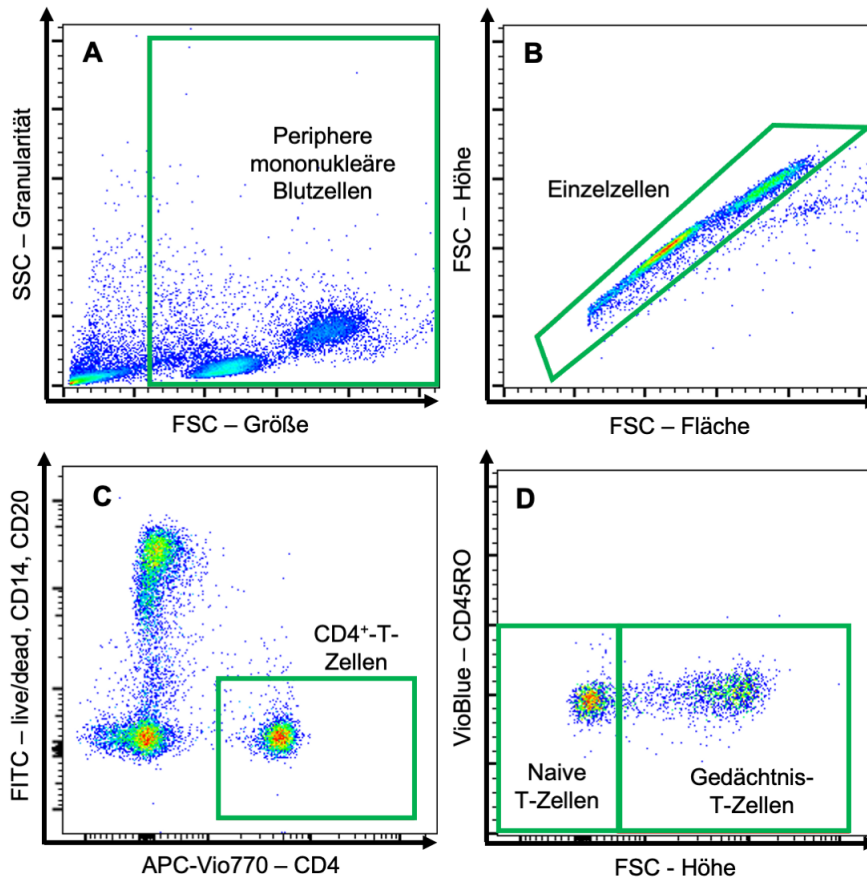 A
SSC – Granularität
Periphere
mononukleäre
Blutzellen
FSC – Größe
B
FSC – Höhe
Einzelzellen
FSC – Fläche
C
FITC – live/dead, CD14, CD20
CD4⁺-T-
Zellen
APC-Vio770 – CD4
D
VioBlue – CD45RO
Naive
T-Zellen
Gedächtnis-
T-Zellen
FSC - Höhe